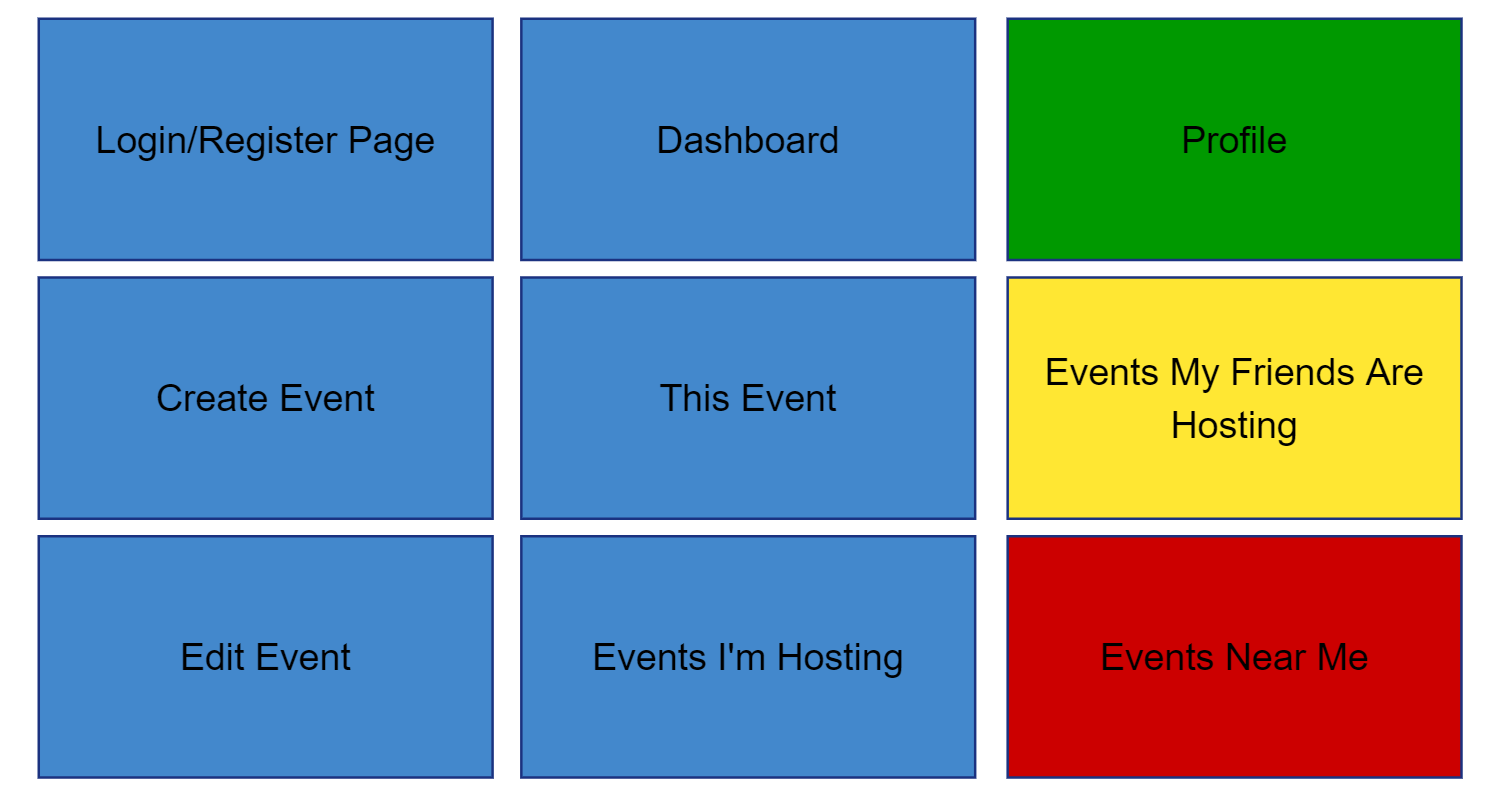 Login/Register Page
Dashboard
Profile
Create Event
This Event
Events My Friends Are
Hosting
Edit Event
Events I'm Hosting
Events Near Me